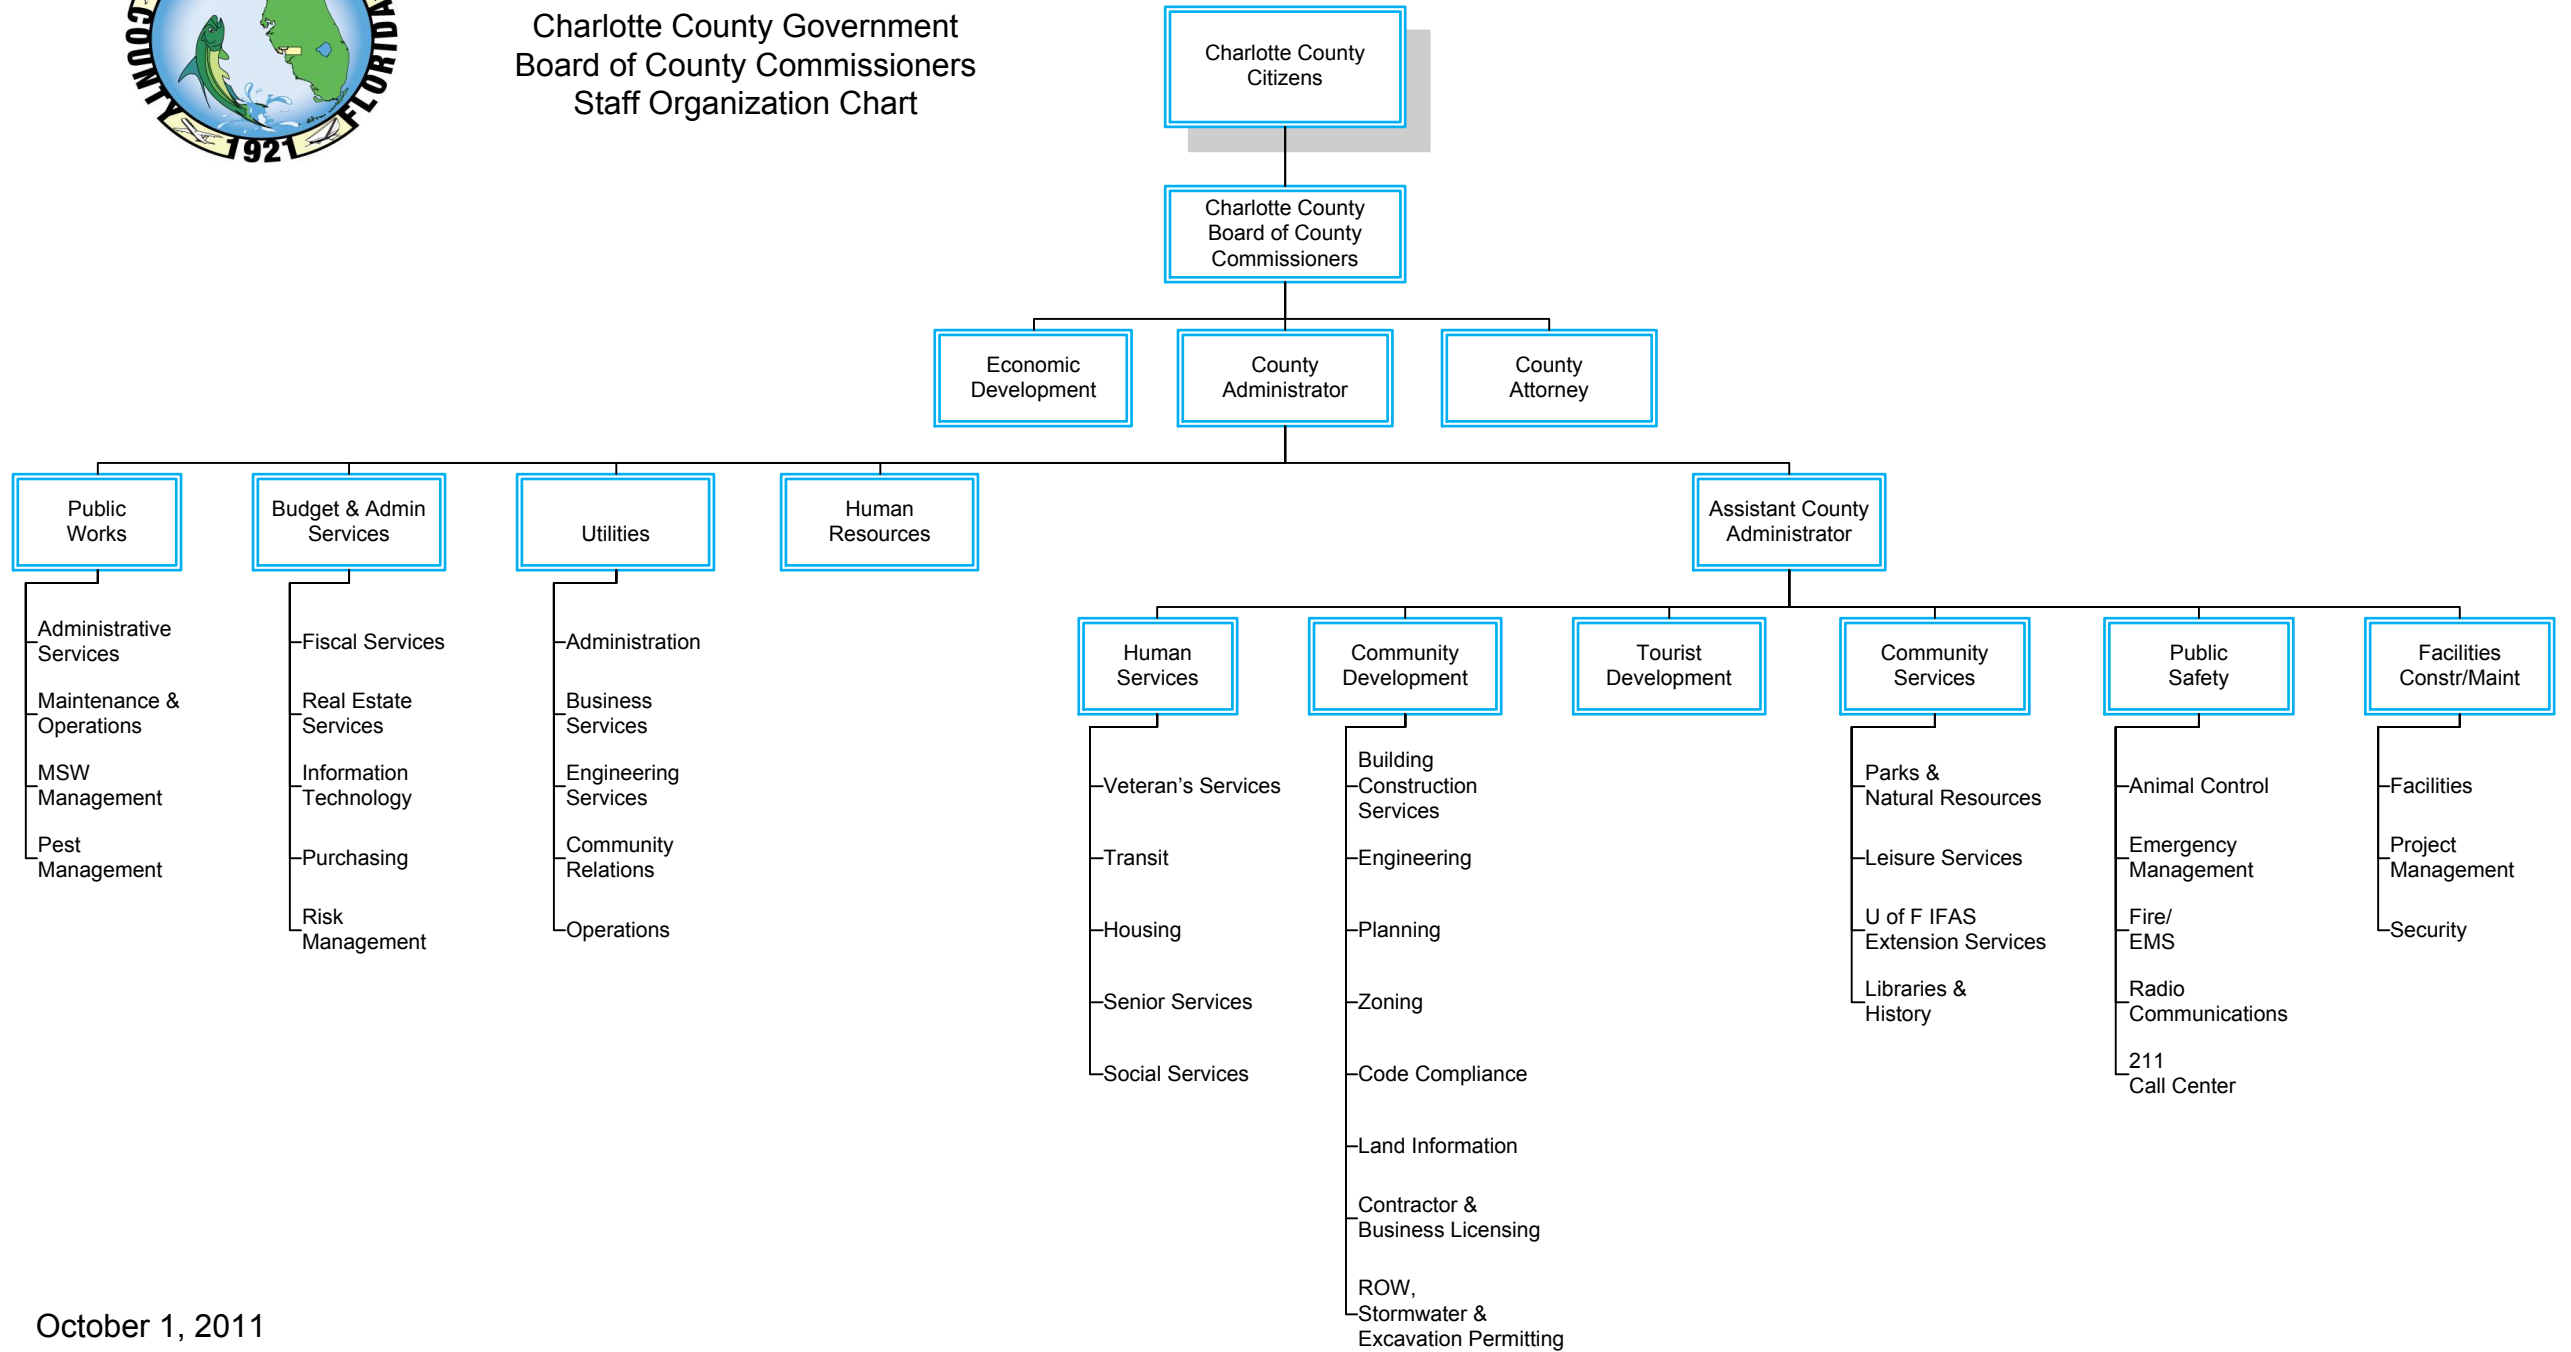 COUNTY
FLORIDA
1921
Charlotte County Government
Board of County Commissioners
Staff Organization Chart
Charlotte County
Citizens
Charlotte County
Board of County
Commissioners
Economic
Development
County
Administrator
County
Attorney
Public
Works
Budget & Admin
Services
Utilities
Human
Resources
Assistant County
Administrator
Administrative
Services
Maintenance &
Operations
MSW
Management
Pest
Management
Fiscal Services
Real Estate
Services
Information
Technology
Purchasing
Risk
Management
Administration
Business
Services
Engineering
Services
Community
Relations
Operations
Human
Services
Community
Development
Tourist
Development
Community
Services
Public
Safety
Facilities
Constr/Maint
Veteran’s Services
Transit
Housing
Senior Services
Social Services
Building
Construction
Services
Engineering
Planning
Zoning
Code Compliance
Land Information
Contractor &
Business Licensing
ROW,
Stormwater &
Excavation Permitting
Parks &
Natural Resources
Leisure Services
U of F IFAS
Extension Services
Libraries &
History
Animal Control
Emergency
Management
Fire/
EMS
Radio
Communications
211
Call Center
Facilities
Project
Management
Security
October 1, 2011